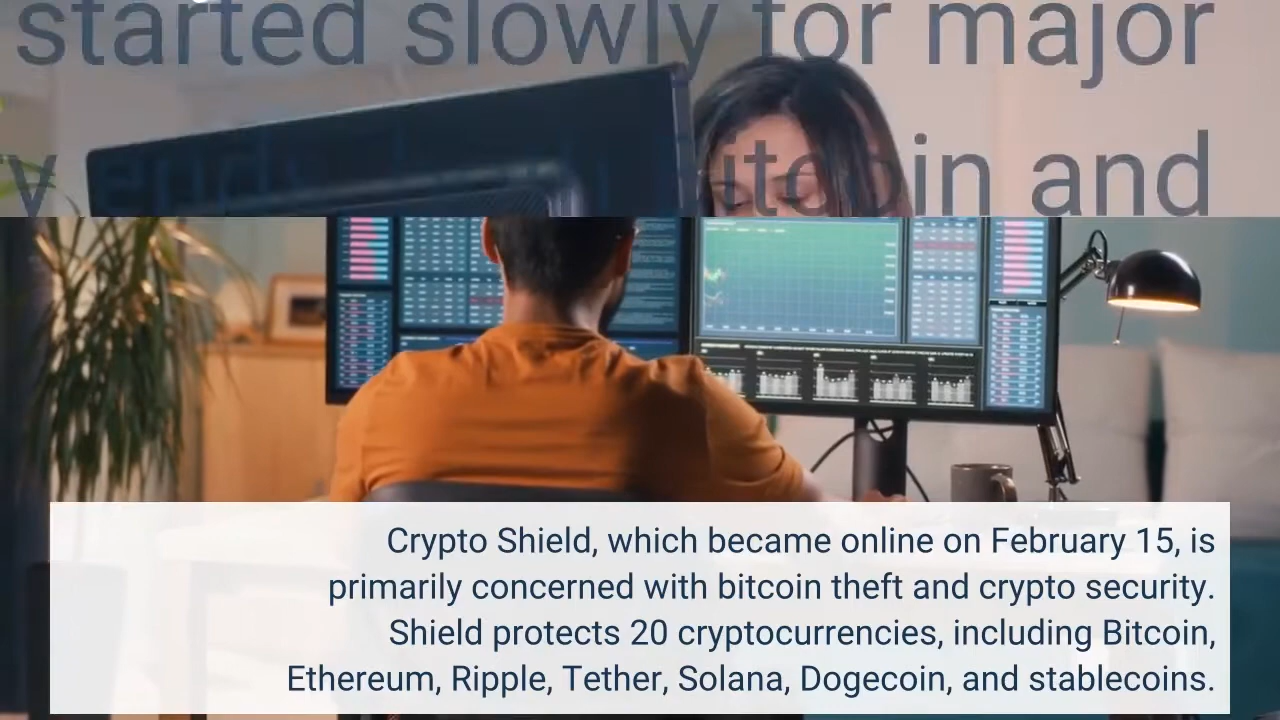 started slowly for major
itcoin and
Crypto Shield, which became online on February 15, is
primarily concerned with bitcoin theft and crypto security.
Shield protects 20 cryptocurrencies, including Bitcoin,
Ethereum, Ripple, Tether, Solana, Dogecoin, and stablecoins.